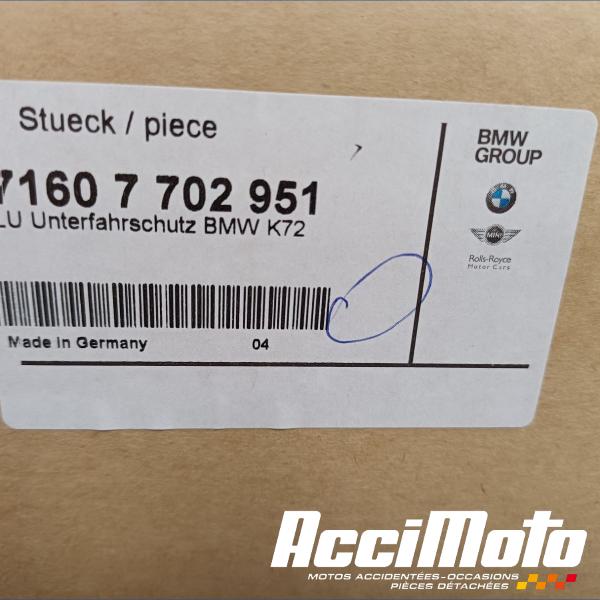 Stueck / piece
7160 7 702 951
LU Unterfahrschutz BMW K72
Made in Germany 04
BMW
GROUP
MINI
Rolls-Royce
Motor Cars
AcciMoto
MOTOS ACCIDENTÉES-OCCASIONS
PIÈCES DÉTACHÉES